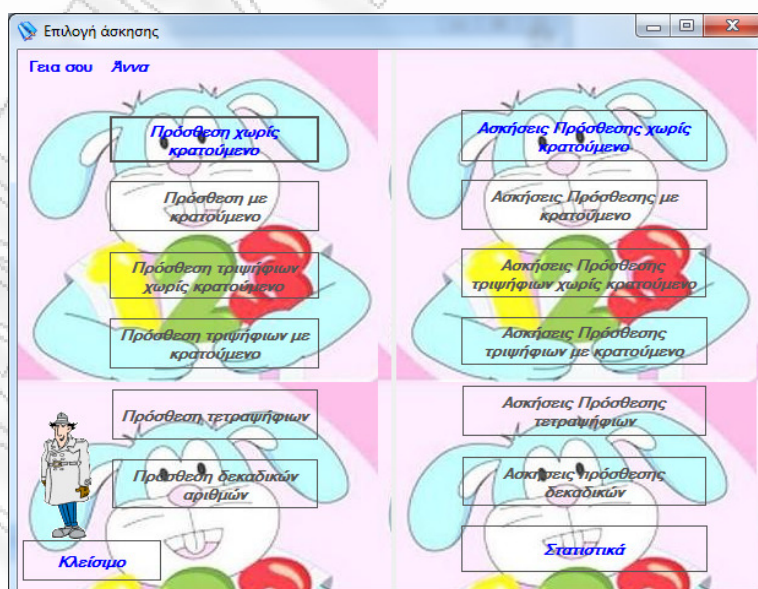 Επιλογή άσκησης
Γεια σου Άννα
Πρόσθεση χωρίς
κρατούμενο
Πρόσθεση με
κρατούμενο
Πρόσθεση τριψήφιων
χωρίς κρατούμενο
Πρόσθεση τριψήφιων με
κρατούμενο
Πρόσθεση τετραψήφιων
Πρόσθεση δεκαδικών
αριθμών
Κλείσιμο
Ασκήσεις Πρόσθεσης χωρίς
κρατούμενο
Ασκήσεις Πρόσθεσης με
κρατούμενο
Ασκήσεις Πρόσθεσης
τριψήφιων χωρίς κρατούμενο
Ασκήσεις Πρόσθεσης
τριψήφιων με κρατούμενο
Ασκήσεις Πρόσθεσης
τετραψήφιων
Ασκήσεις πρόσθεσης
δεκαδικών
Στατιστικά
123
123